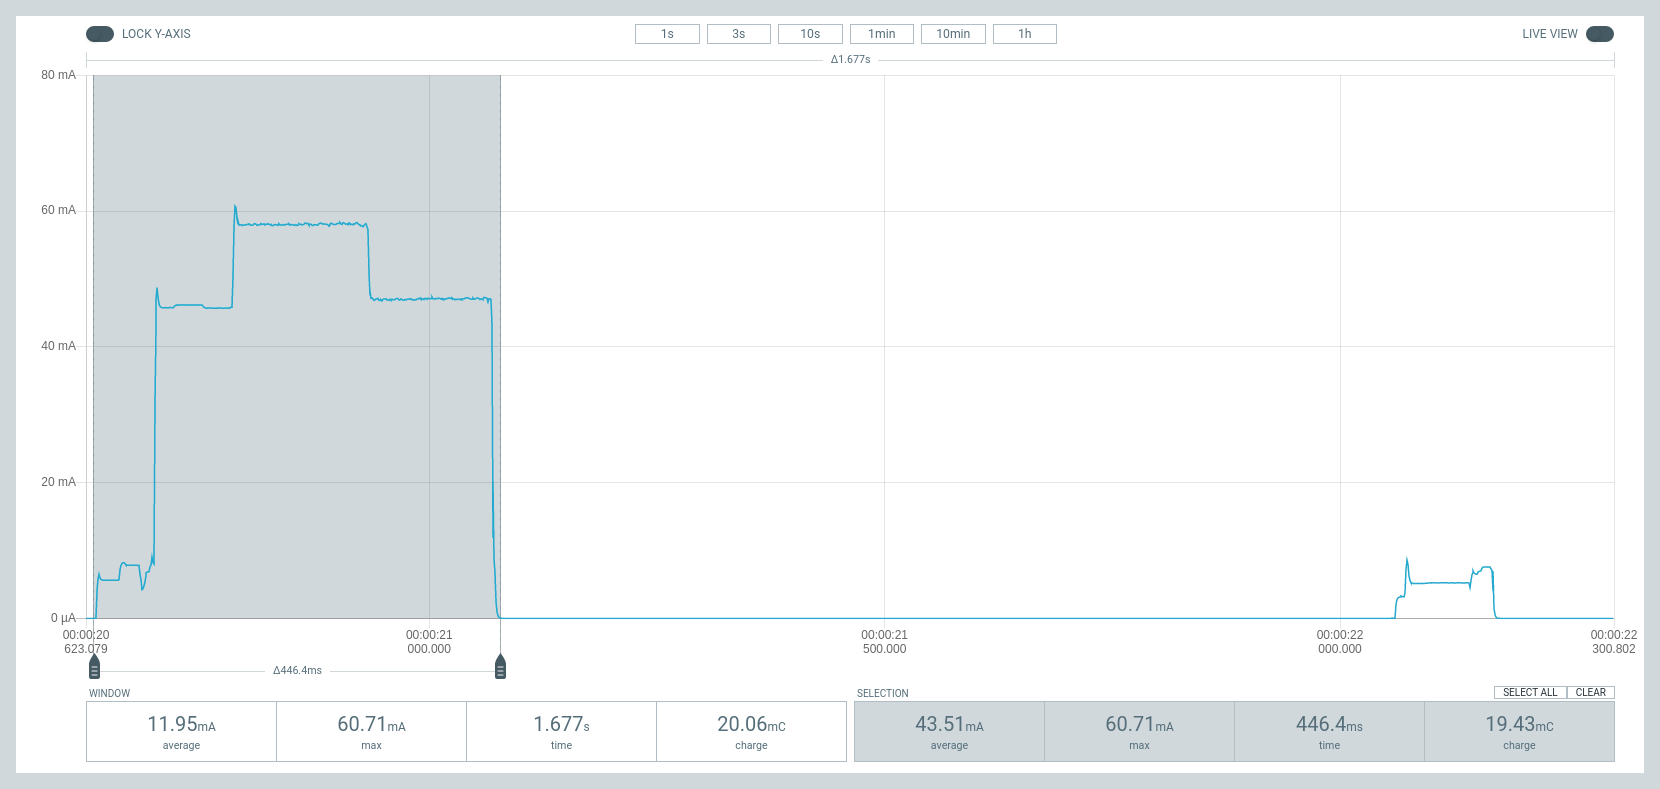 LOCK Y-AXIS 1s 3s 10s 1min 10min 1h LIVE VIEW
Δ1.677s
80 mA
60 mA
40 mA
20 mA
0 µA
00:00:20 00:00:21 00:00:21 00:00:22 00:00:22
623.079 000.000 500.000 000.000 300.802
Δ446.4ms
WINDOW SELECTION SELECT ALL CLEAR
11.95mA 60.71mA 1.677s 20.06mC 43.51mA 60.71mA 446.4ms 19.43mC
average max time charge average max time charge